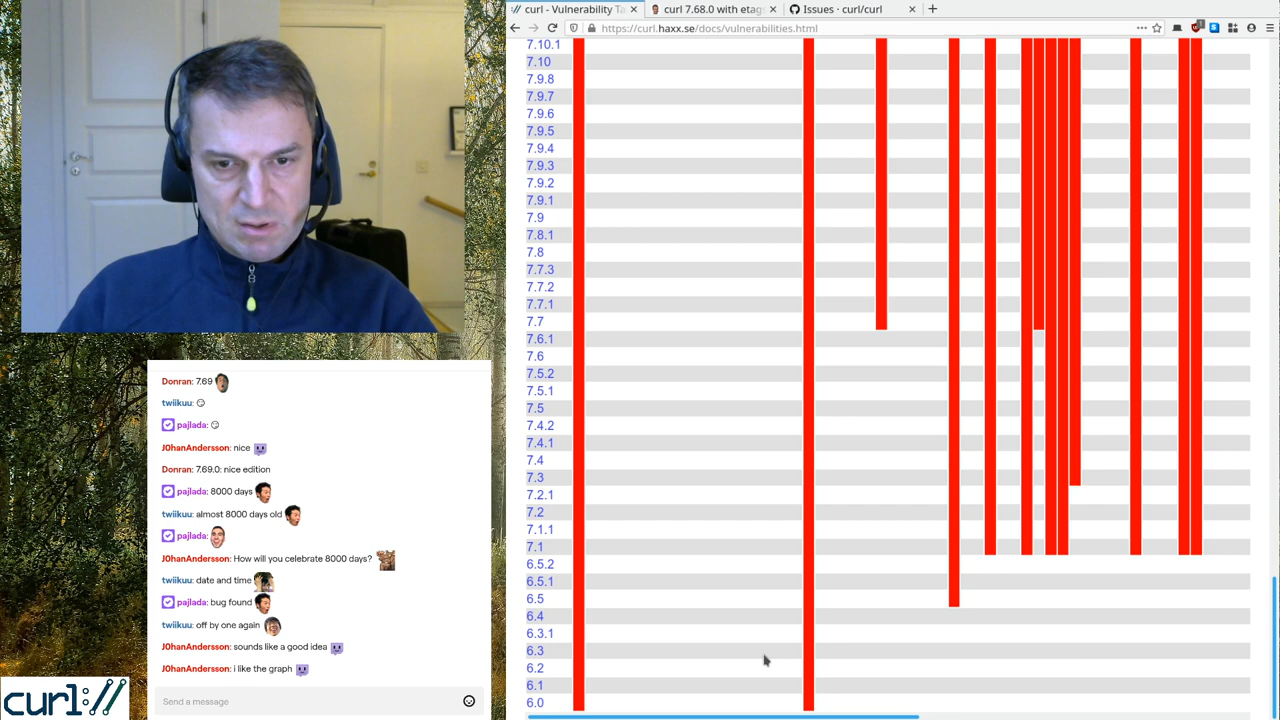 curl - Vulnerability Ta
curl 7.68.0 with etags
Issues · curl/curl
https://curl.haxx.se/docs/vulnerabilities.html
7.10.1
7.10
7.9.8
7.9.7
7.9.6
7.9.5
7.9.4
7.9.3
7.9.2
7.9.1
7.9
7.8.1
7.8
7.7.3
7.7.2
7.7.1
7.7
7.6.1
7.6
7.5.2
7.5.1
7.5
7.4.2
7.4.1
7.4
7.3
7.2.1
7.2
7.1.1
7.1
6.5.2
6.5.1
6.5
6.4
6.3.1
6.3
6.2
6.1
6.0
Donran: 7.69
twiikuu:
pajlada:
J0hanAndersson: nice
Donran: 7.69.0: nice edition
pajlada: 8000 days
twiikuu: almost 8000 days old
pajlada:
J0hanAndersson: How will you celebrate 8000 days?
twiikuu: date and time
pajlada: bug found
twiikuu: off by one again
J0hanAndersson: sounds like a good idea
J0hanAndersson: i like the graph
Send a message
curl://